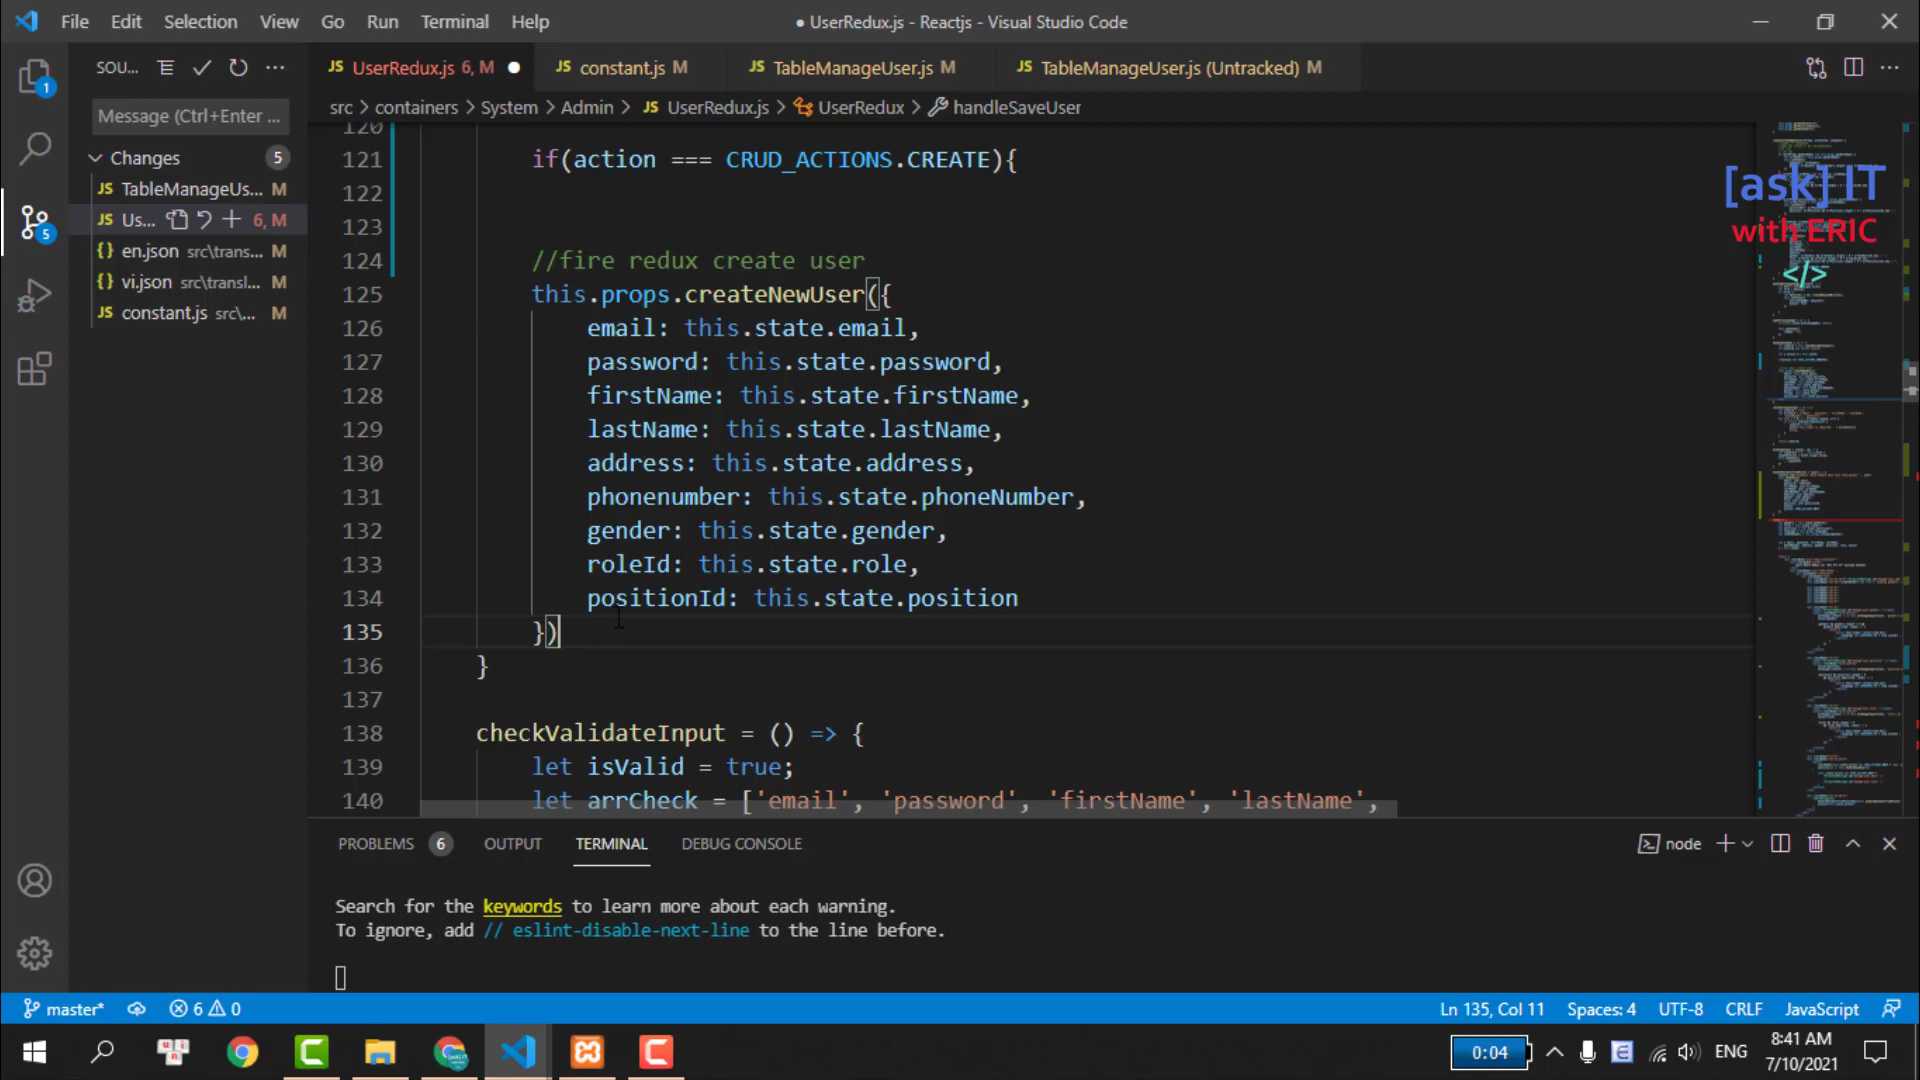 File Edit Selection View Go Run Terminal Help
● UserRedux.js - Reactjs - Visual Studio Code
SOU...
JS UserRedux.js 6, M ●
JS constant.js M
JS TableManageUser.js M
JS TableManageUser.js (Untracked) M
1
Message (Ctrl+Enter ...
src > containers > System > Admin > JS UserRedux.js > UserRedux > handleSaveUser
Changes 5
JS TableManageUs... M
JS Us... 6, M
{} en.json src\trans... M
{} vi.json src\transl... M
JS constant.js src\... M
5
120
121 if(action === CRUD_ACTIONS.CREATE){
122
123
124 //fire redux create user
125 this.props.createNewUser({
126 email: this.state.email,
127 password: this.state.password,
128 firstName: this.state.firstName,
129 lastName: this.state.lastName,
130 address: this.state.address,
131 phonenumber: this.state.phoneNumber,
132 gender: this.state.gender,
133 roleId: this.state.role,
134 positionId: this.state.position
135 })
136 }
137
138 checkValidateInput = () => {
139 let isValid = true;
140 let arrCheck = ['email', 'password', 'firstName', 'lastName',
[ask] IT
with ERIC
</>
PROBLEMS 6 OUTPUT TERMINAL DEBUG CONSOLE
node
Search for the keywords to learn more about each warning.
To ignore, add // eslint-disable-next-line to the line before.
master* 6 0
Ln 135, Col 11 Spaces: 4 UTF-8 CRLF JavaScript
0:04
ENG
8:41 AM
7/10/2021